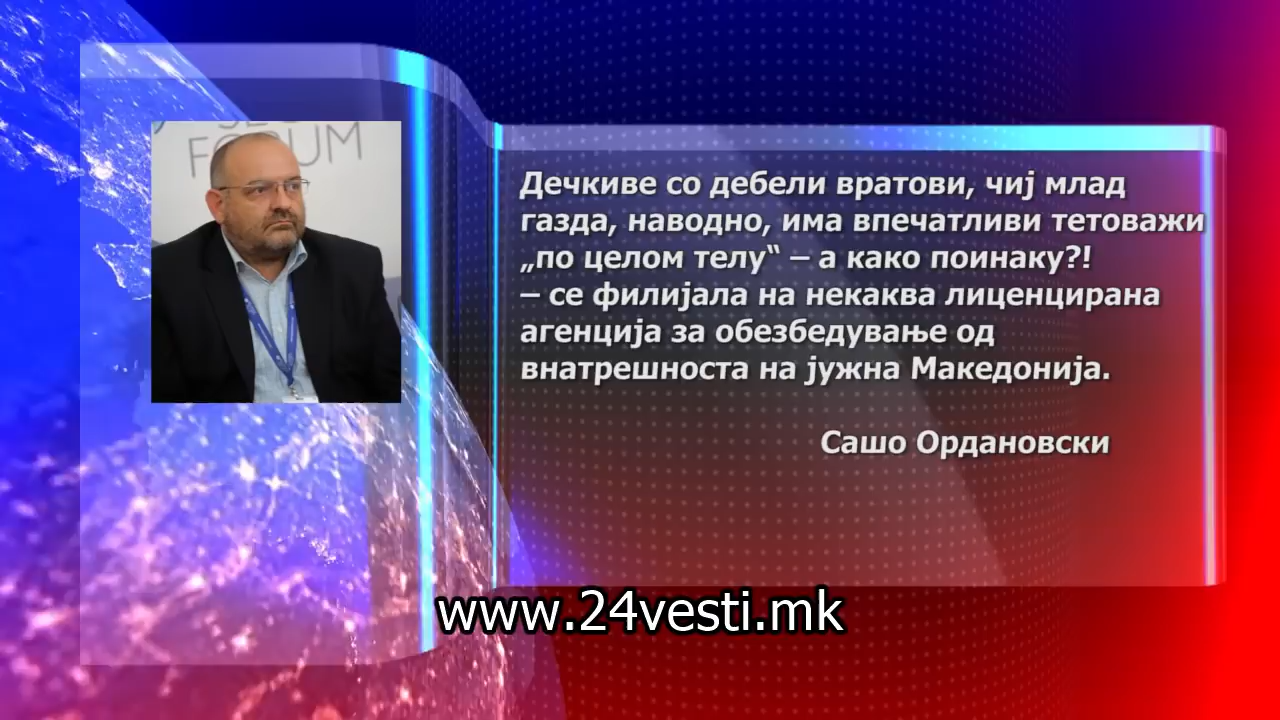 FORUM
Дечкиве со дебели вратови, чиј млад
газда, наводно, има впечатливи тетоважи
„по целом телу“ – а како поинаку?!
– се филијала на некаква лиценцирана
агенција за обезбедување од
внатрешноста на јужна Македонија.
Сашо Ордановски
www.24vesti.mk